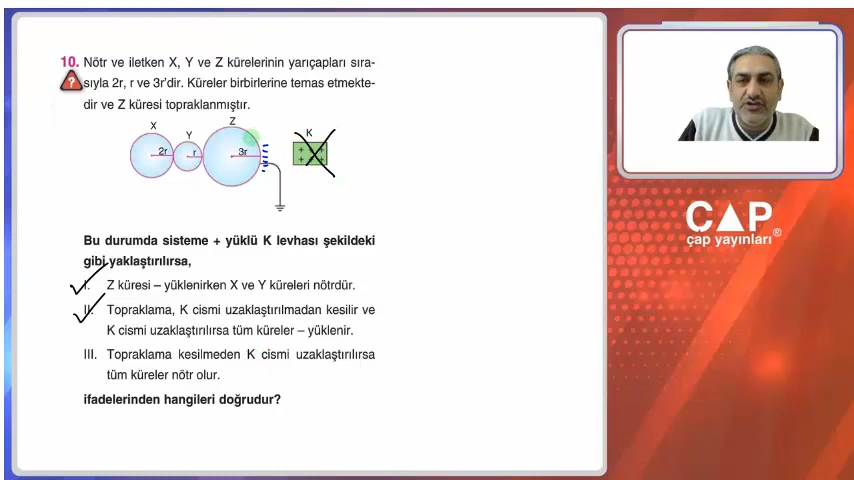 10. Nötr ve iletken X, Y ve Z kürelerinin yarıçapları sıra-
sıyla 2r, r ve 3r'dir. Küreler birbirlerine temas etmekte-
dir ve Z küresi topraklanmıştır.
X
Y
Z
K
2r
r
3r
+ + +
+ + +
Bu durumda sisteme + yüklü K levhası şekildeki
gibi yaklaştırılırsa,
I. Z küresi – yüklenirken X ve Y küreleri nötrdür.
II. Topraklama, K cismi uzaklaştırılmadan kesilir ve
K cismi uzaklaştırılırsa tüm küreler – yüklenir.
III. Topraklama kesilmeden K cismi uzaklaştırılırsa
tüm küreler nötr olur.
ifadelerinden hangileri doğrudur?
ÇAP
çap yayınları®